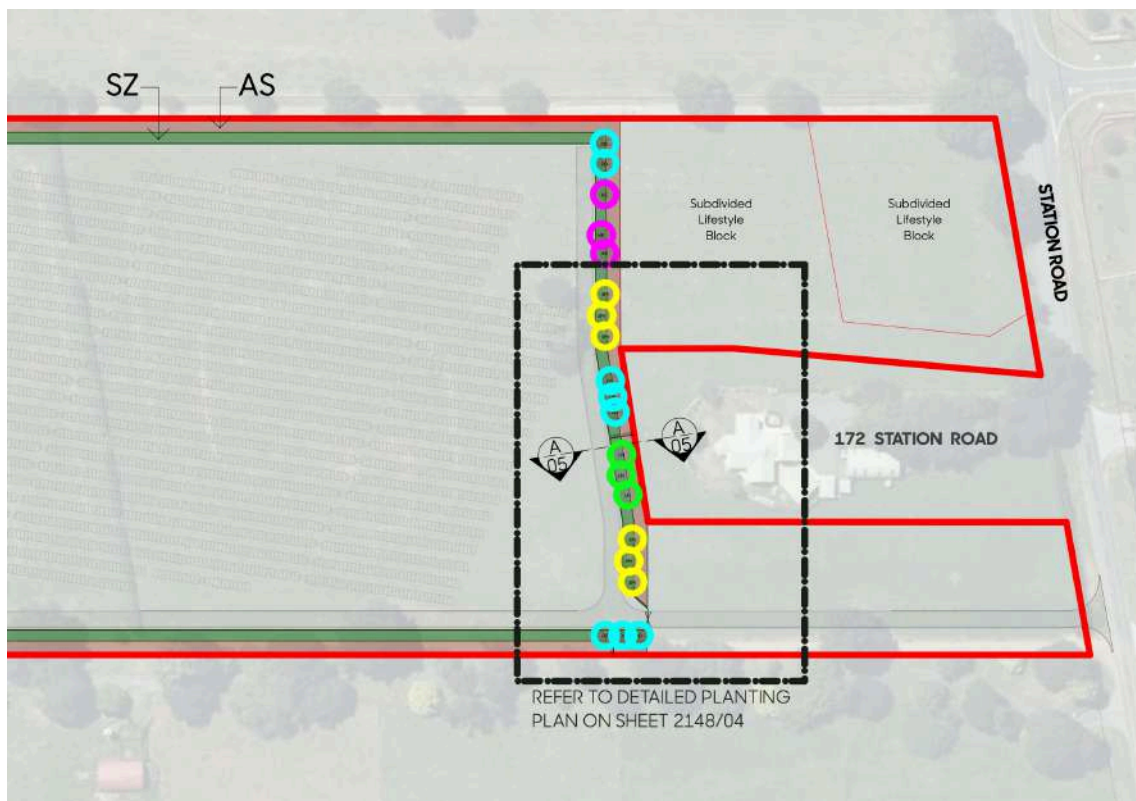 SZ
AS
Subdivided
Lifestyle
Block
Subdivided
Lifestyle
Block
STATION ROAD
A
05
A
05
172 STATION ROAD
REFER TO DETAILED PLANTING
PLAN ON SHEET 2148/04